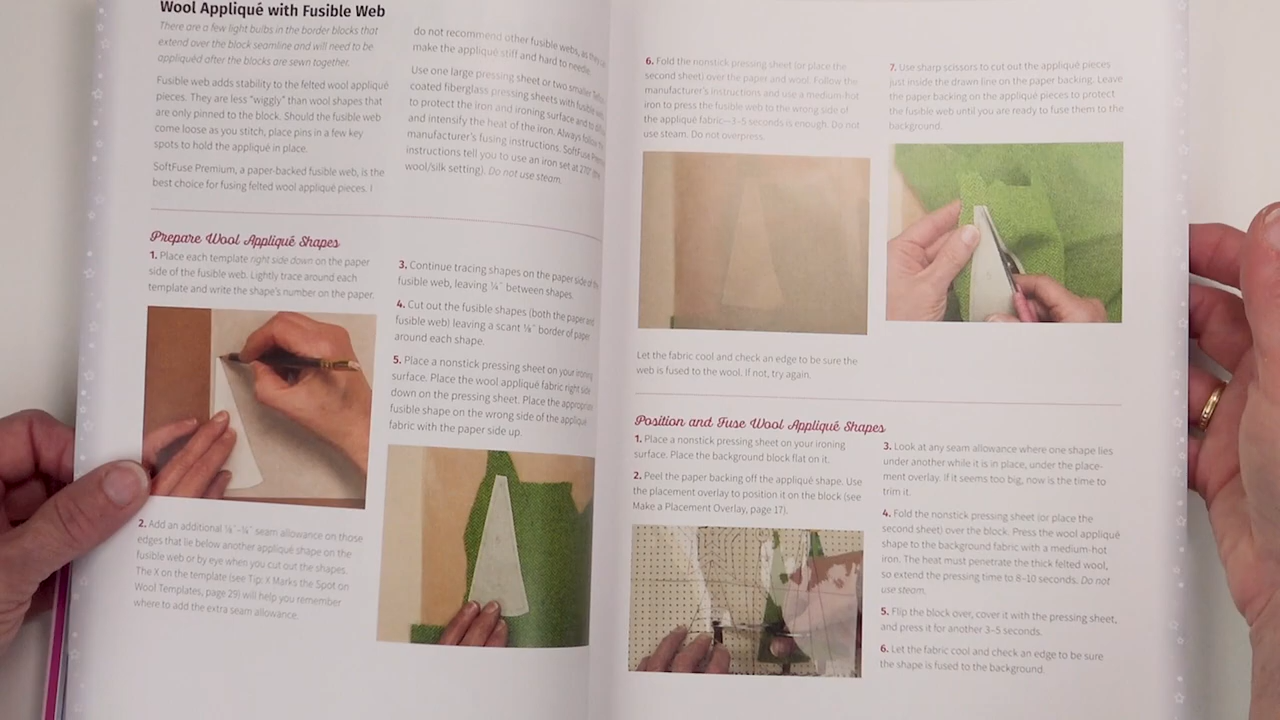 Wool Appliqué with Fusible Web
There are a few light bulbs in the border blocks that
extend over the block seamline and will need to be
appliquéd after the blocks are sewn together.
Fusible web adds stability to the felted wool appliqué
pieces. They are less "wiggly" than wool shapes that
are only pinned to the block. Should the fusible web
come loose as you stitch, place pins in a few key
spots to hold the appliqué in place.
SoftFuse Premium, a paper-backed fusible web, is the
best choice for fusing felted wool appliqué pieces. I
do not recommend other fusible webs, as they
make the appliqué stiff and hard to needle.
Use one large pressing sheet or two smaller
coated fiberglass pressing sheets with fusible web
to protect the iron and ironing surface and to
and intensify the heat of the iron. Always follow the
manufacturer's fusing instructions. SoftFuse
instructions tell you to use an iron set at 270°
wool/silk setting). Do not use steam.
Prepare Wool Appliqué Shapes
1. Place each template right side down on the paper
side of the fusible web. Lightly trace around each
template and write the shape's number on the paper.
2. Add an additional ⅛˝–¼˝ seam allowance on those
edges that lie below another appliqué shape on the
fusible web or by eye when you cut out the shapes.
The X on the template (see Tip: X Marks the Spot on
Wool Templates, page 29) will help you remember
where to add the extra seam allowance.
3. Continue tracing shapes on the paper side of the
fusible web, leaving ¼˝ between shapes.
4. Cut out the fusible shapes (both the paper and
fusible web) leaving a scant ⅛˝ border of paper
around each shape.
5. Place a nonstick pressing sheet on your ironing
surface. Place the wool appliqué fabric right side
down on the pressing sheet. Place the appropriate
fusible shape on the wrong side of the appliqué
fabric with the paper side up.
6. Fold the nonstick pressing sheet (or place the
second sheet) over the paper and wool. Follow the
manufacturer's instructions and use a medium-hot
iron to press the fusible web to the wrong side of
the appliqué fabric—3–5 seconds is enough. Do not
use steam. Do not overpress.
Let the fabric cool and check an edge to be sure the
web is fused to the wool. If not, try again.
7. Use sharp scissors to cut out the appliqué pieces
just inside the drawn line on the paper backing. Leave
the paper backing on the appliqué pieces to protect
the fusible web until you are ready to fuse them to the
background.
Position and Fuse Wool Appliqué Shapes
1. Place a nonstick pressing sheet on your ironing
surface. Place the background block flat on it.
2. Peel the paper backing off the appliqué shape. Use
the placement overlay to position it on the block (see
Make a Placement Overlay, page 17).
3. Look at any seam allowance where one shape lies
under another while it is in place, under the place-
ment overlay. If it seems too big, now is the time to
trim it.
4. Fold the nonstick pressing sheet (or place the
second sheet) over the block. Press the wool appliqué
shape to the background fabric with a medium-hot
iron. The heat must penetrate the thick felted wool,
so extend the pressing time to 8–10 seconds. Do not
use steam.
5. Flip the block over, cover it with the pressing sheet,
and press it for another 3–5 seconds.
6. Let the fabric cool and check an edge to be sure
the shape is fused to the background.